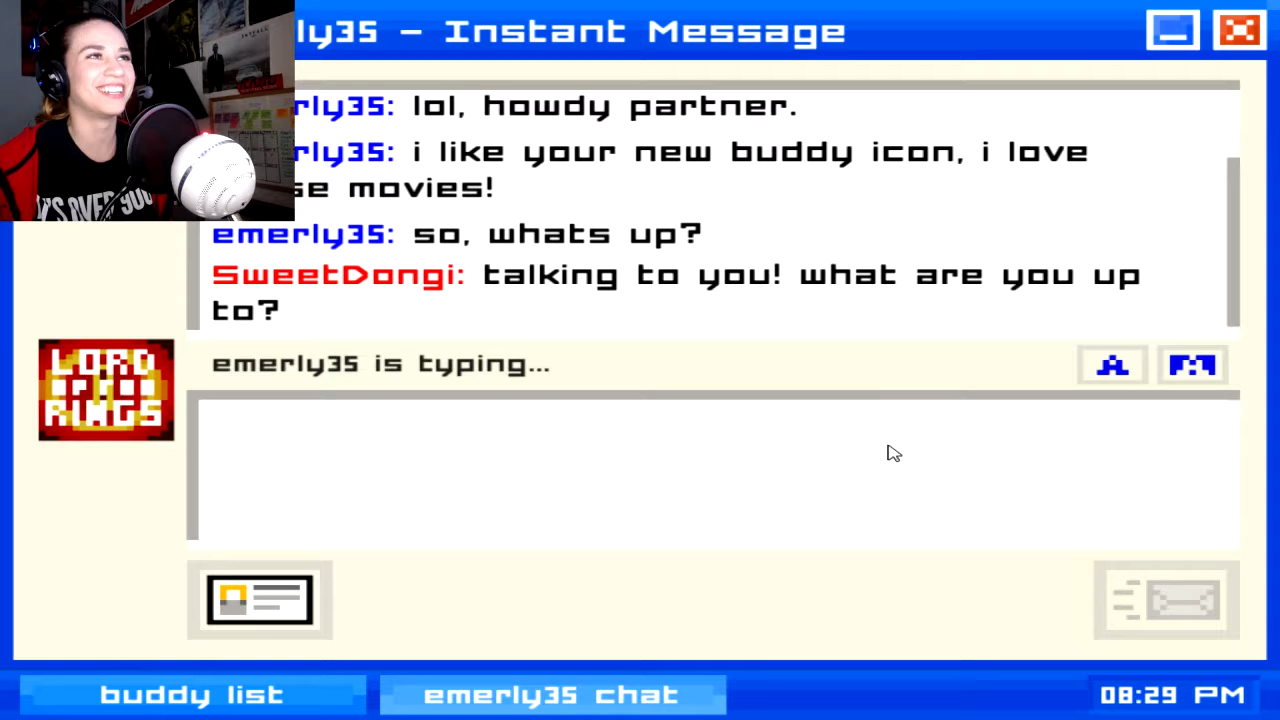 ly35 - Instant Message
rly35: lol, howdy partner.
rly35: i like your new buddy icon, i love
se movies!
emerly35: so, whats up?
SweetDongi: talking to you! what are you up
to?
emerly35 is typing...
A
LORD
OF THE
RINGS
buddy list
emerly35 chat
08:29 PM